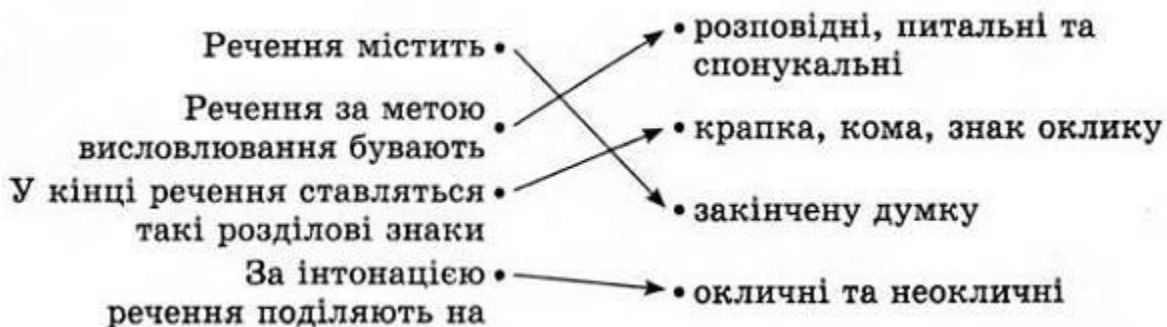 Речення містить •
Речення за метою •
висловлювання бувають
У кінці речення ставляться •
такі розділові знаки
За інтонацією •
речення поділяють на
• розповідні, питальні та
спонукальні
• крапка, кома, знак оклику
• закінчену думку
• окличні та неокличні